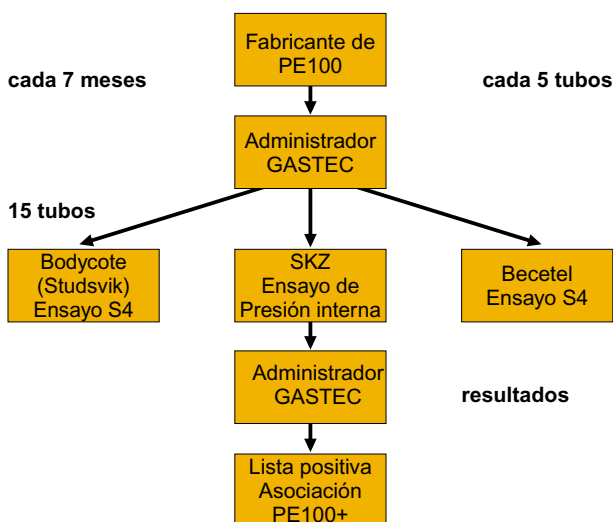 Fabricante de
PE100
cada 7 meses
cada 5 tubos
Administrador
GASTEC
15 tubos
Bodycote
(Studsvik)
Ensayo S4
SKZ
Ensayo de
Presión interna
Becetel
Ensayo S4
Administrador
GASTEC
resultados
Lista positiva
Asociación
PE100+